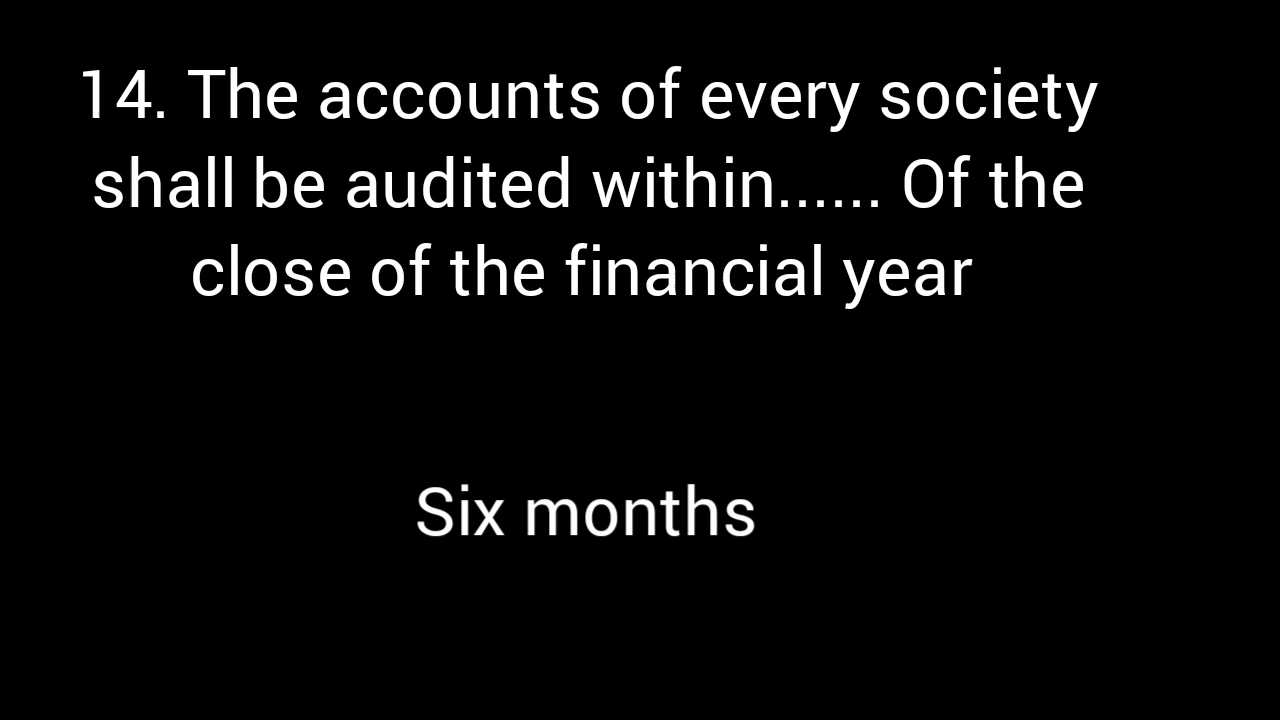 14. The accounts of every society
shall be audited within...... Of the
close of the financial year
Six months